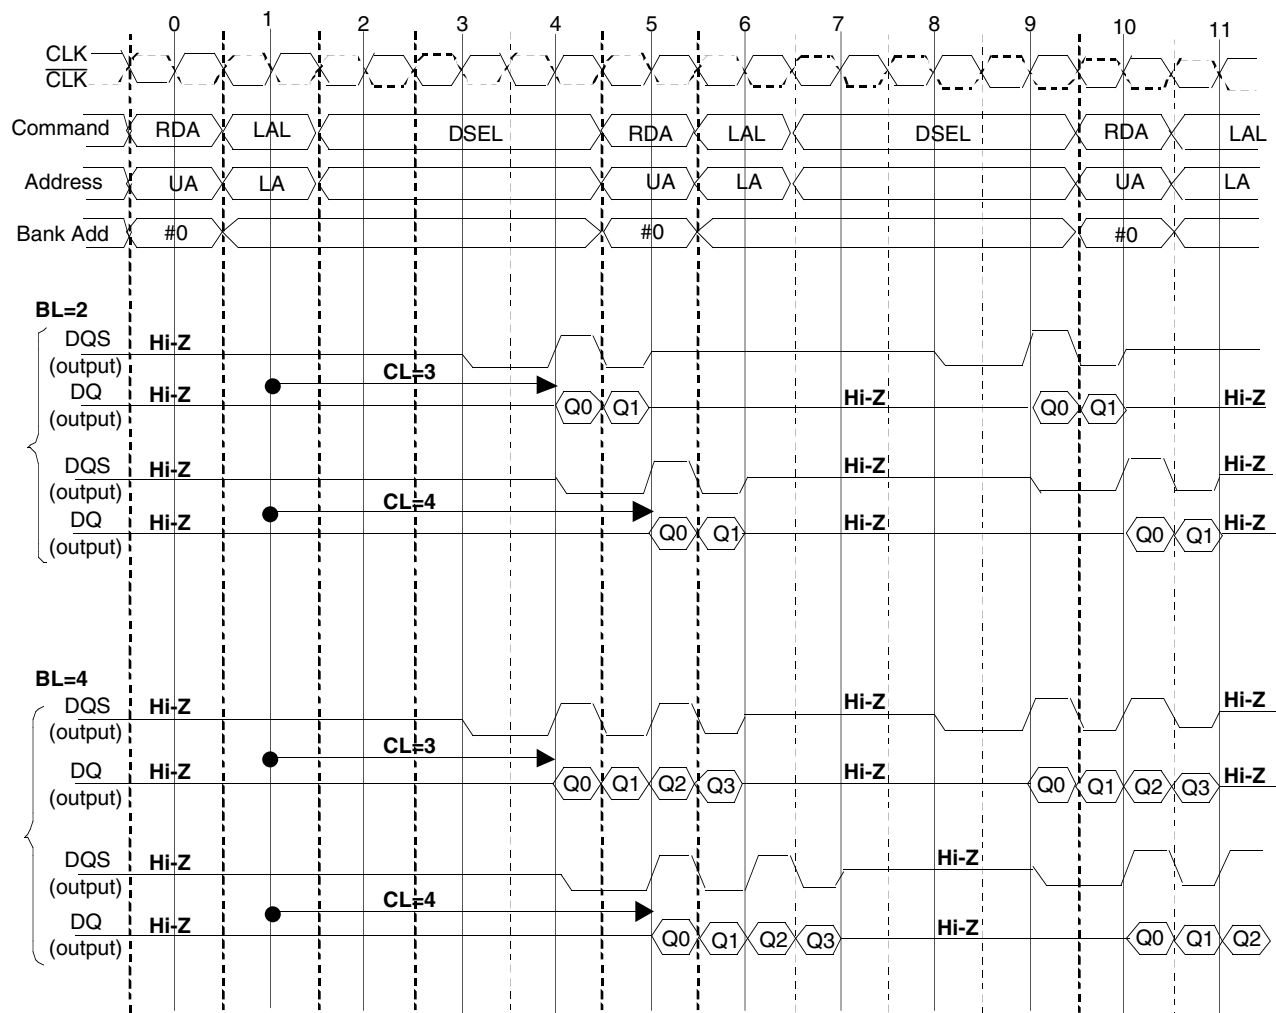 0 1 2 3 4 5 6 7 8 9 10 11
CLK
CLK
Command RDA LAL DSEL RDA LAL DSEL RDA LAL
Address UA LA UA LA UA LA
Bank Add #0 #0 #0
BL=2
DQS Hi-Z
(output)
CL=3
DQ Hi-Z Q0 Q1 Hi-Z Q0 Q1 Hi-Z
(output)
DQS Hi-Z Hi-Z Hi-Z
(output)
CL=4
DQ Hi-Z Q0 Q1 Hi-Z Q0 Q1 Hi-Z
(output)
BL=4
DQS Hi-Z Hi-Z Hi-Z
(output)
CL=3
DQ Hi-Z Q0 Q1 Q2 Q3 Hi-Z Q0 Q1 Q2 Q3 Hi-Z
(output)
DQS Hi-Z Hi-Z
(output)
CL=4
DQ Hi-Z Q0 Q1 Q2 Q3 Hi-Z Q0 Q1 Q2
(output)